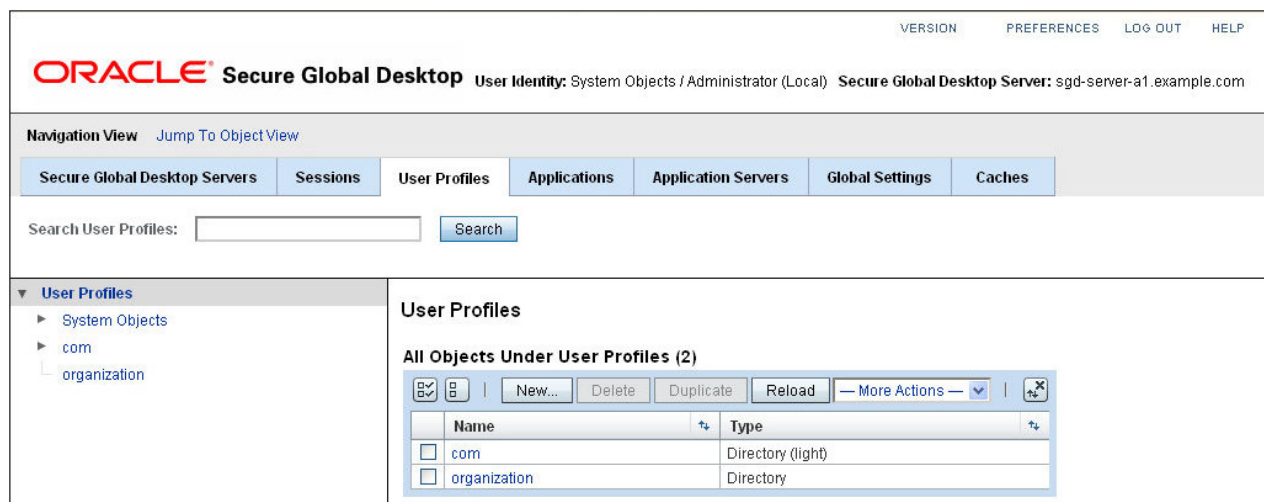 VERSION PREFERENCES LOG OUT HELP
ORACLE Secure Global Desktop User Identity: System Objects / Administrator (Local) Secure Global Desktop Server: sgd-server-a1.example.com
Navigation View Jump To Object View
Secure Global Desktop Servers Sessions User Profiles Applications Application Servers Global Settings Caches
Search User Profiles: Search
User Profiles
System Objects
com
organization
User Profiles
All Objects Under User Profiles (2)
New... Delete Duplicate Reload — More Actions —
Name Type
com Directory (light)
organization Directory